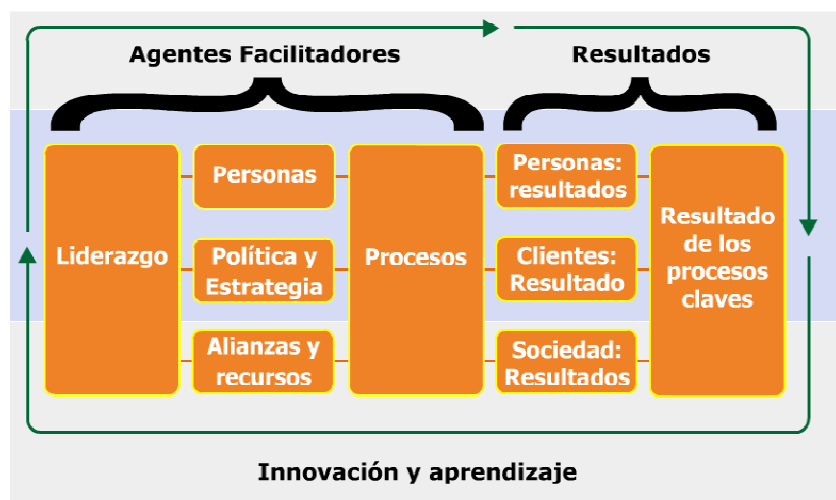 Agentes Facilitadores
Resultados
Liderazgo
Personas
Política y
Estrategia
Alianzas y
recursos
Procesos
Personas:
resultados
Clientes:
Resultado
Sociedad:
Resultados
Resultado
de los
procesos
claves
Innovación y aprendizaje